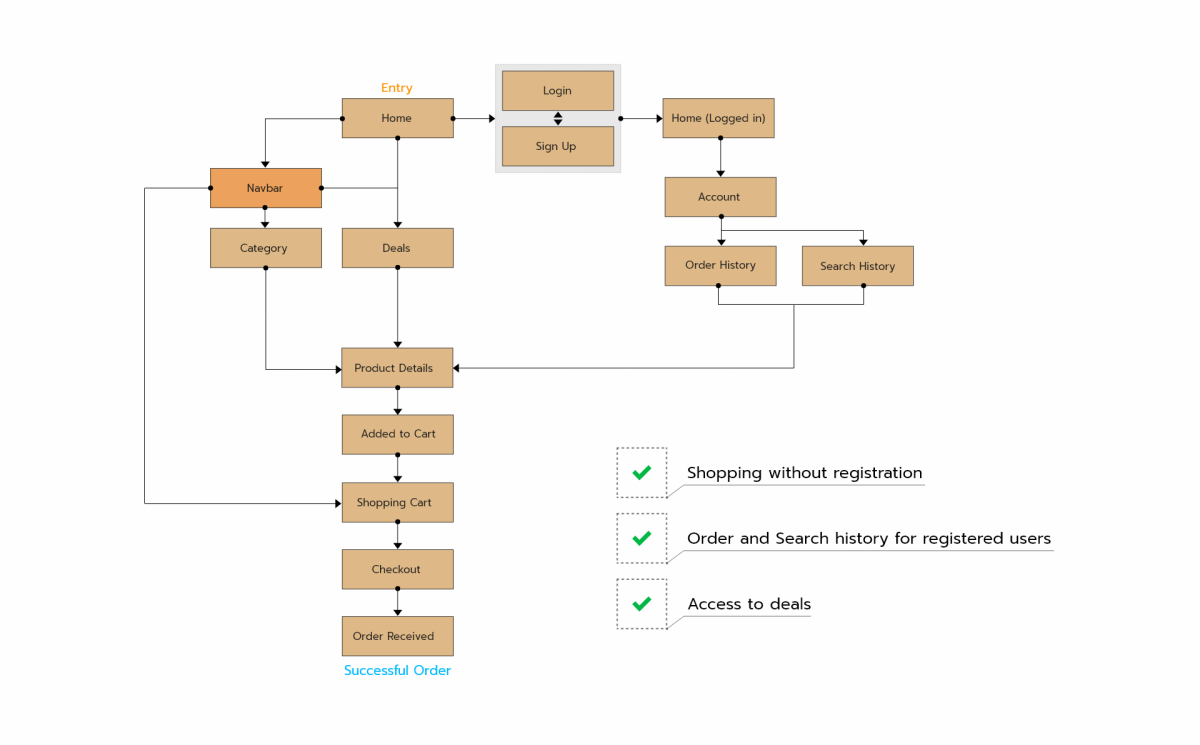 Entry
Home
Login
Sign Up
Home (Logged in)
Navbar
Account
Category
Deals
Order History
Search History
Product Details
Added to Cart
Shopping Cart
Checkout
Order Received
Successful Order
Shopping without registration
Order and Search history for registered users
Access to deals